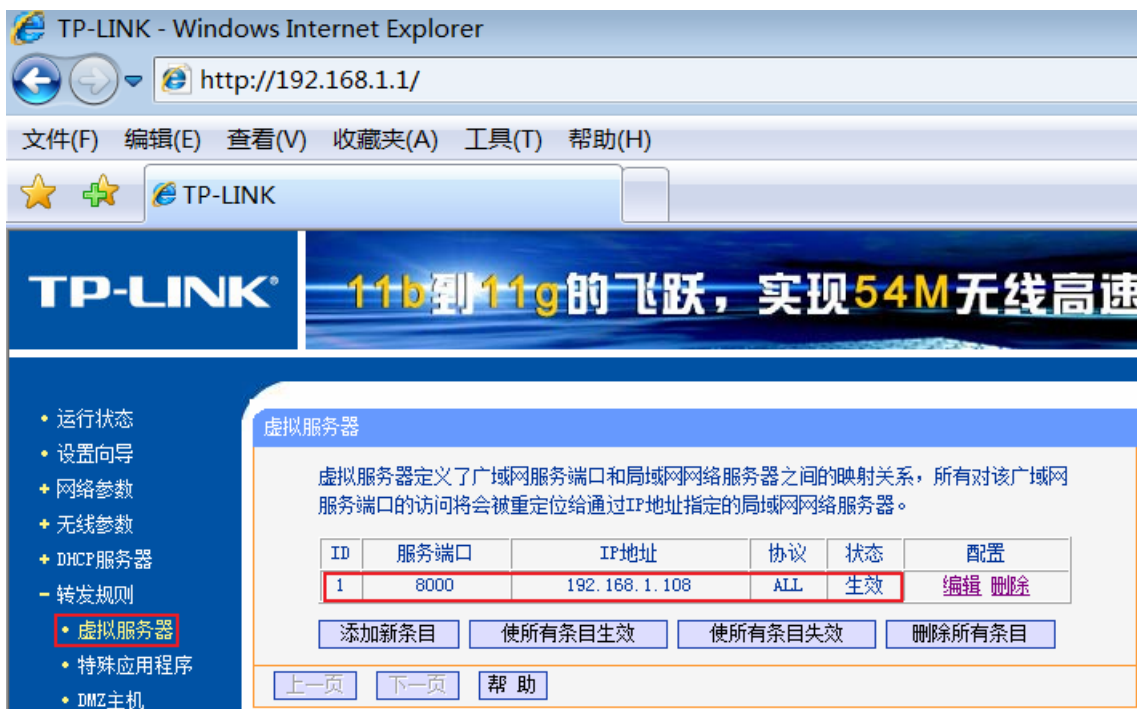 TP-LINK - Windows Internet Explorer
http://192.168.1.1/
文件(F) 编辑(E) 查看(V) 收藏夹(A) 工具(T) 帮助(H)
TP-LINK
TP-LINK® 11b到11g的飞跃，实现54M无线高速
• 运行状态
• 设置向导
+ 网络参数
+ 无线参数
+ DHCP服务器
- 转发规则
• 虚拟服务器
• 特殊应用程序
• DMZ主机
虚拟服务器
虚拟服务器定义了广域网服务端口和局域网网络服务器之间的映射关系，所有对该广域网
服务端口的访问将会被重定位给通过IP地址指定的局域网网络服务器。
ID 服务端口 IP地址 协议 状态 配置
1 8000 192.168.1.108 ALL 生效 编辑 删除
添加新条目 使所有条目生效 使所有条目失效 删除所有条目
上一页 下一页 帮 助